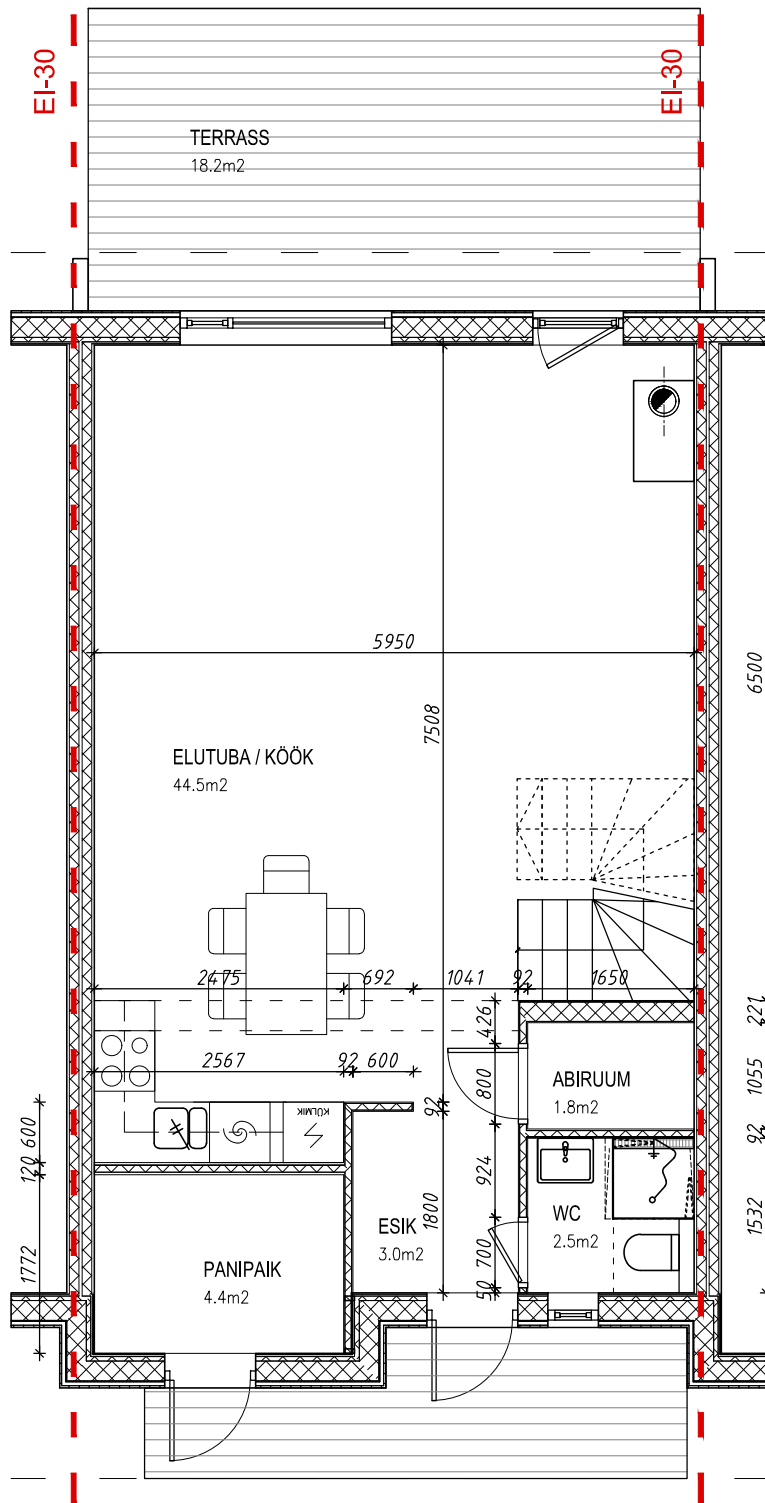 EI-30
EI-30
TERRASS
18.2m2
5950
7508
6500
ELUTUBA / KÖÖK
44.5m2
2475
692
1041
92
1650
426
221
2567
92
600
800
1055
ABIRUUM
1.8m2
KÜLMIK
92
92
600
120
924
1800
1532
WC
2.5m2
ESIK
3.0m2
700
50
1772
PANIPAIK
4.4m2